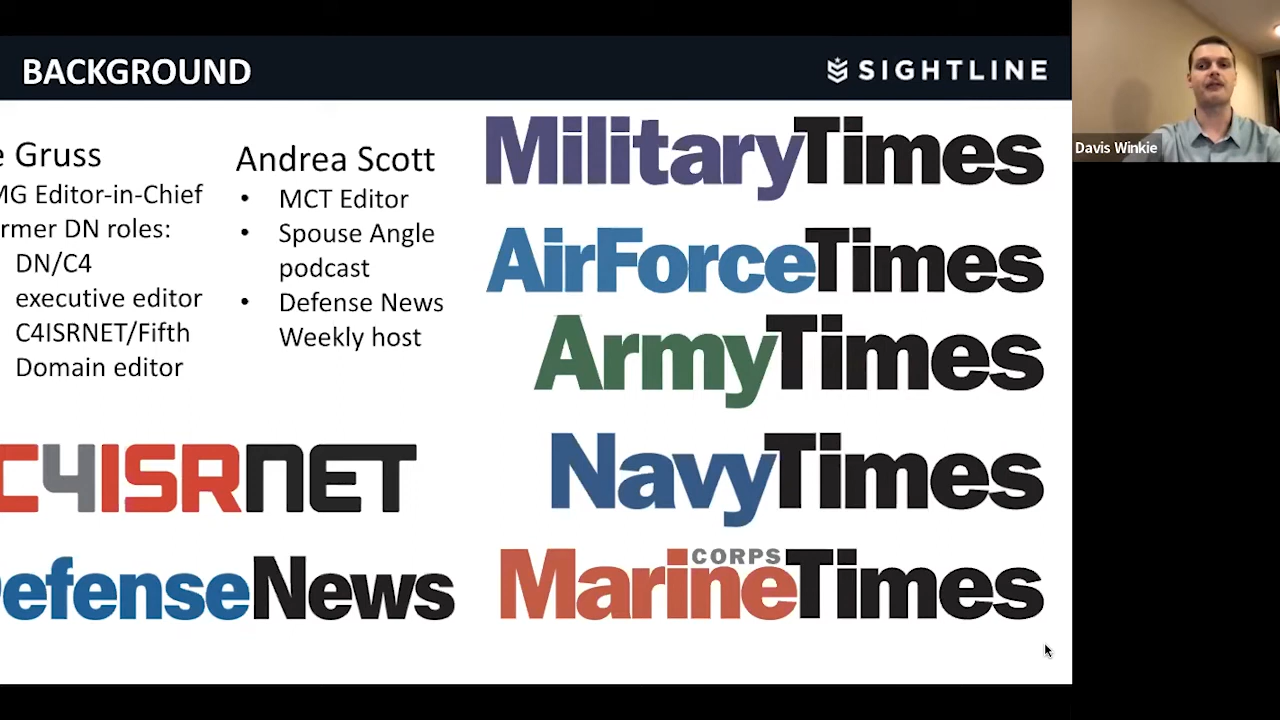 BACKGROUND
SIGHTLINE
e Gruss
MG Editor-in-Chief
rmer DN roles:
DN/C4
executive editor
C4ISRNET/Fifth
Domain editor
Andrea Scott
• MCT Editor
• Spouse Angle
podcast
• Defense News
Weekly host
MilitaryTimes
AirForceTimes
ArmyTimes
NavyTimes
MarineTimes
CORPS
C4ISRNET
DefenseNews
Davis Winkie